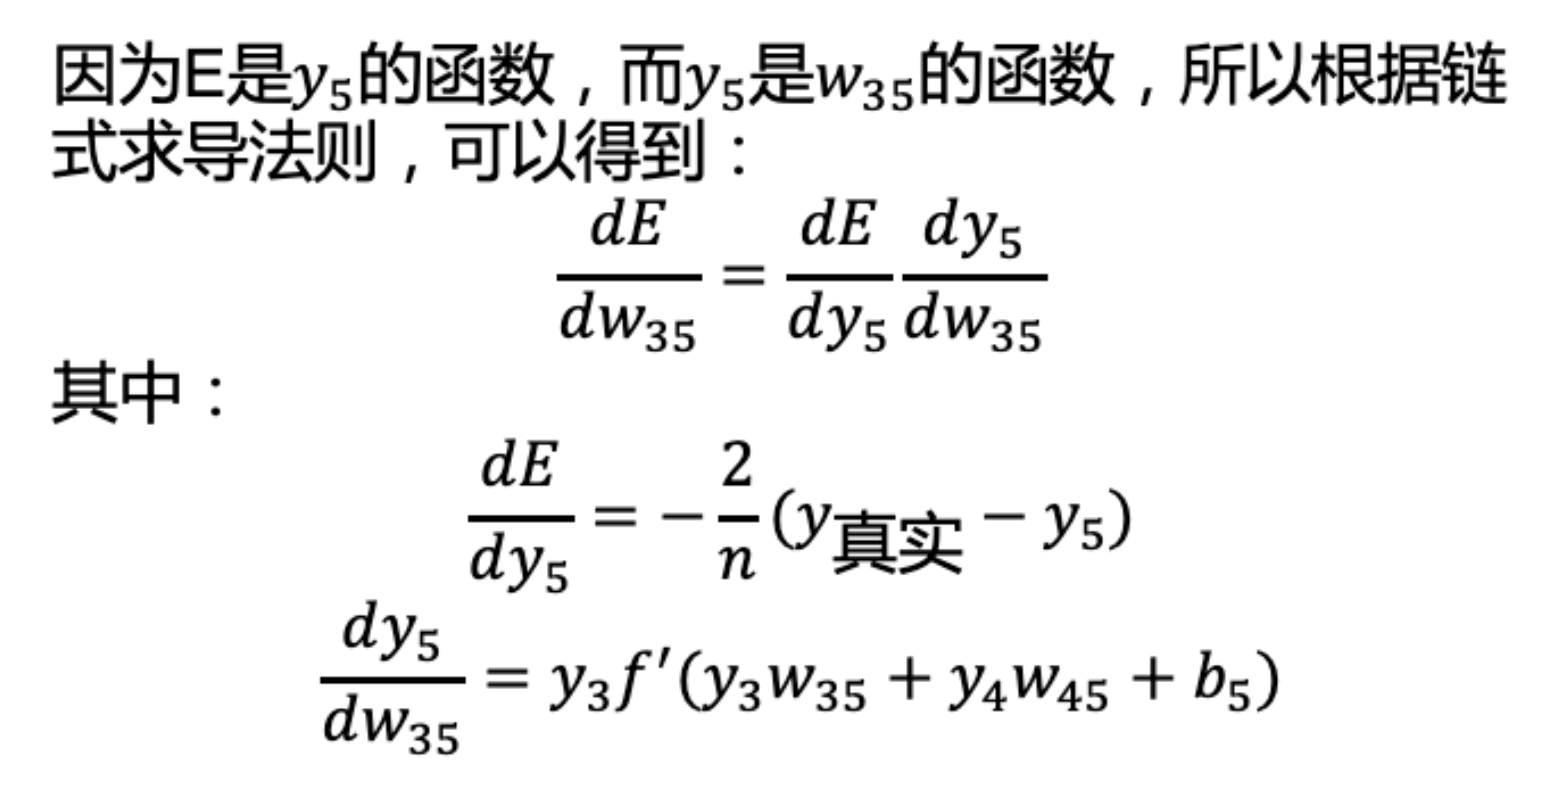 因为E是y₅的函数，而y₅是w₃₅的函数，所以根据链
式求导法则，可以得到：
dE/dw₃₅ = dE/dy₅ dy₅/dw₃₅
其中：
dE/dy₅ = −2/n (y真实 − y₅)
dy₅/dw₃₅ = y₃f′(y₃w₃₅ + y₄w₄₅ + b₅)